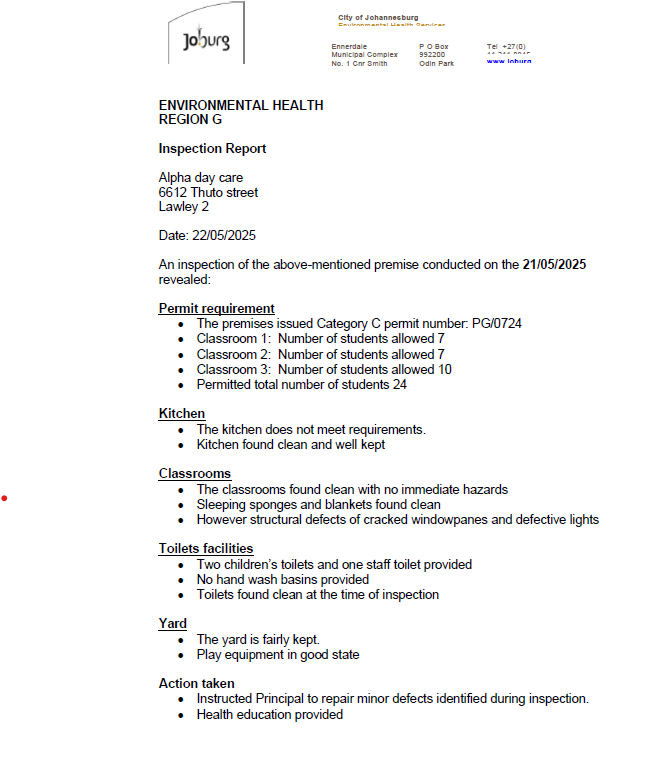 Joburg
City of Johannesburg
Environmental Health Services
Ennerdale
Municipal Complex
No. 1 Cnr Smith
P O Box
992200
Odin Park
Tel +27(0)
www.joburg
ENVIRONMENTAL HEALTH
REGION G
Inspection Report
Alpha day care
6612 Thuto street
Lawley 2
Date: 22/05/2025
An inspection of the above-mentioned premise conducted on the 21/05/2025
revealed:
Permit requirement
• The premises issued Category C permit number: PG/0724
• Classroom 1: Number of students allowed 7
• Classroom 2: Number of students allowed 7
• Classroom 3: Number of students allowed 10
• Permitted total number of students 24
Kitchen
• The kitchen does not meet requirements.
• Kitchen found clean and well kept
Classrooms
• The classrooms found clean with no immediate hazards
• Sleeping sponges and blankets found clean
• However structural defects of cracked windowpanes and defective lights
Toilets facilities
• Two children’s toilets and one staff toilet provided
• No hand wash basins provided
• Toilets found clean at the time of inspection
Yard
• The yard is fairly kept.
• Play equipment in good state
Action taken
• Instructed Principal to repair minor defects identified during inspection.
• Health education provided